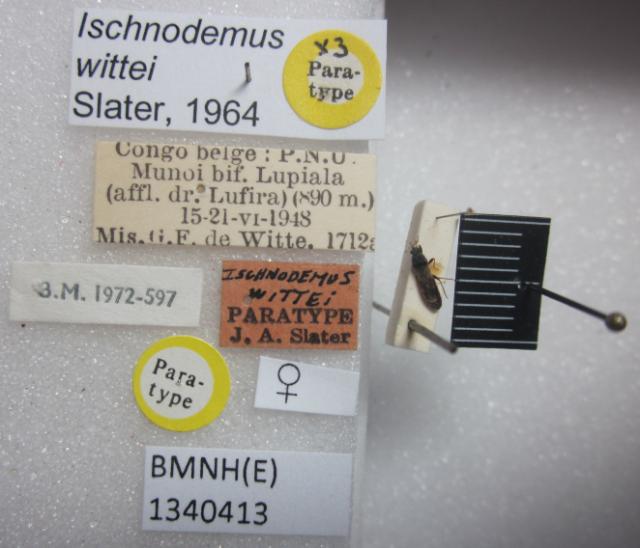 Ischnodemus
wittei
Slater, 1964
x3
Para-
type
Congo belge : P.N.U.
Munoi bif. Lupiala
(affl. dr. Lufira) (890 m.)
15-21-VI-1948
Mis. G. F. de Witte. 1712a
B.M. 1972-597
ISCHNODEMUS
WITTEI
PARATYPE
J. A. Slater
Para-
type
♀
BMNH(E)
1340413